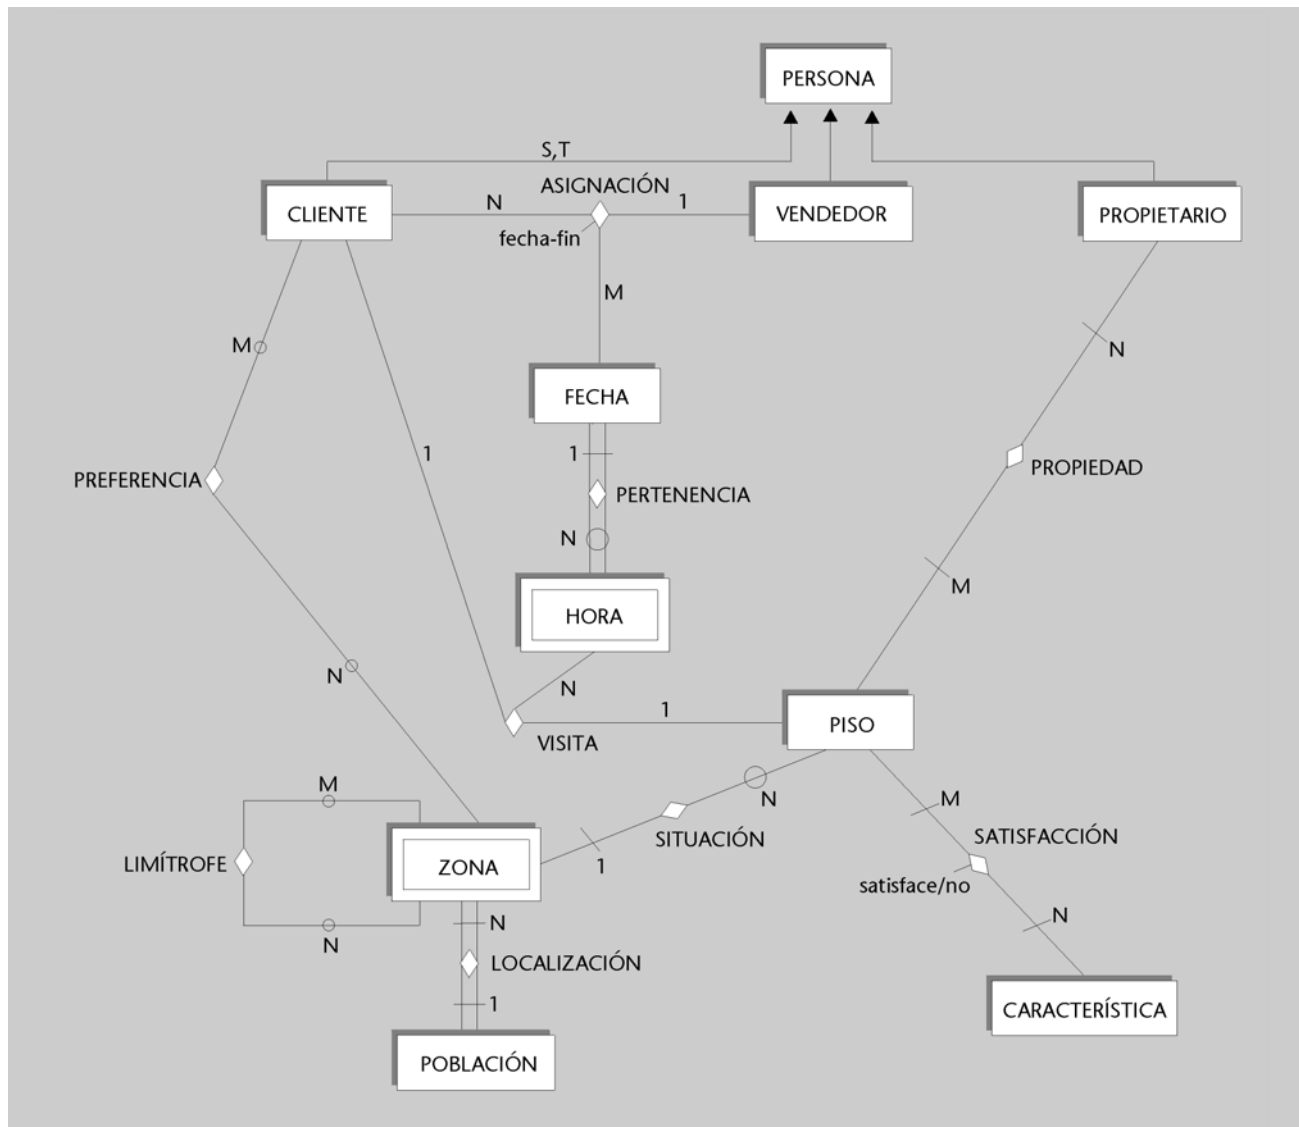 PERSONA
S,T
ASIGNACIÓN
CLIENTE
N
1
VENDEDOR
PROPIETARIO
fecha-fin
M
M
N
FECHA
1
1
PREFERENCIA
PERTENENCIA
PROPIEDAD
N
M
HORA
N
N
1
PISO
VISITA
M
N
M
SITUACIÓN
SATISFACCIÓN
LIMÍTROFE
ZONA
1
satisface/no
N
N
N
LOCALIZACIÓN
1
CARACTERÍSTICA
POBLACIÓN